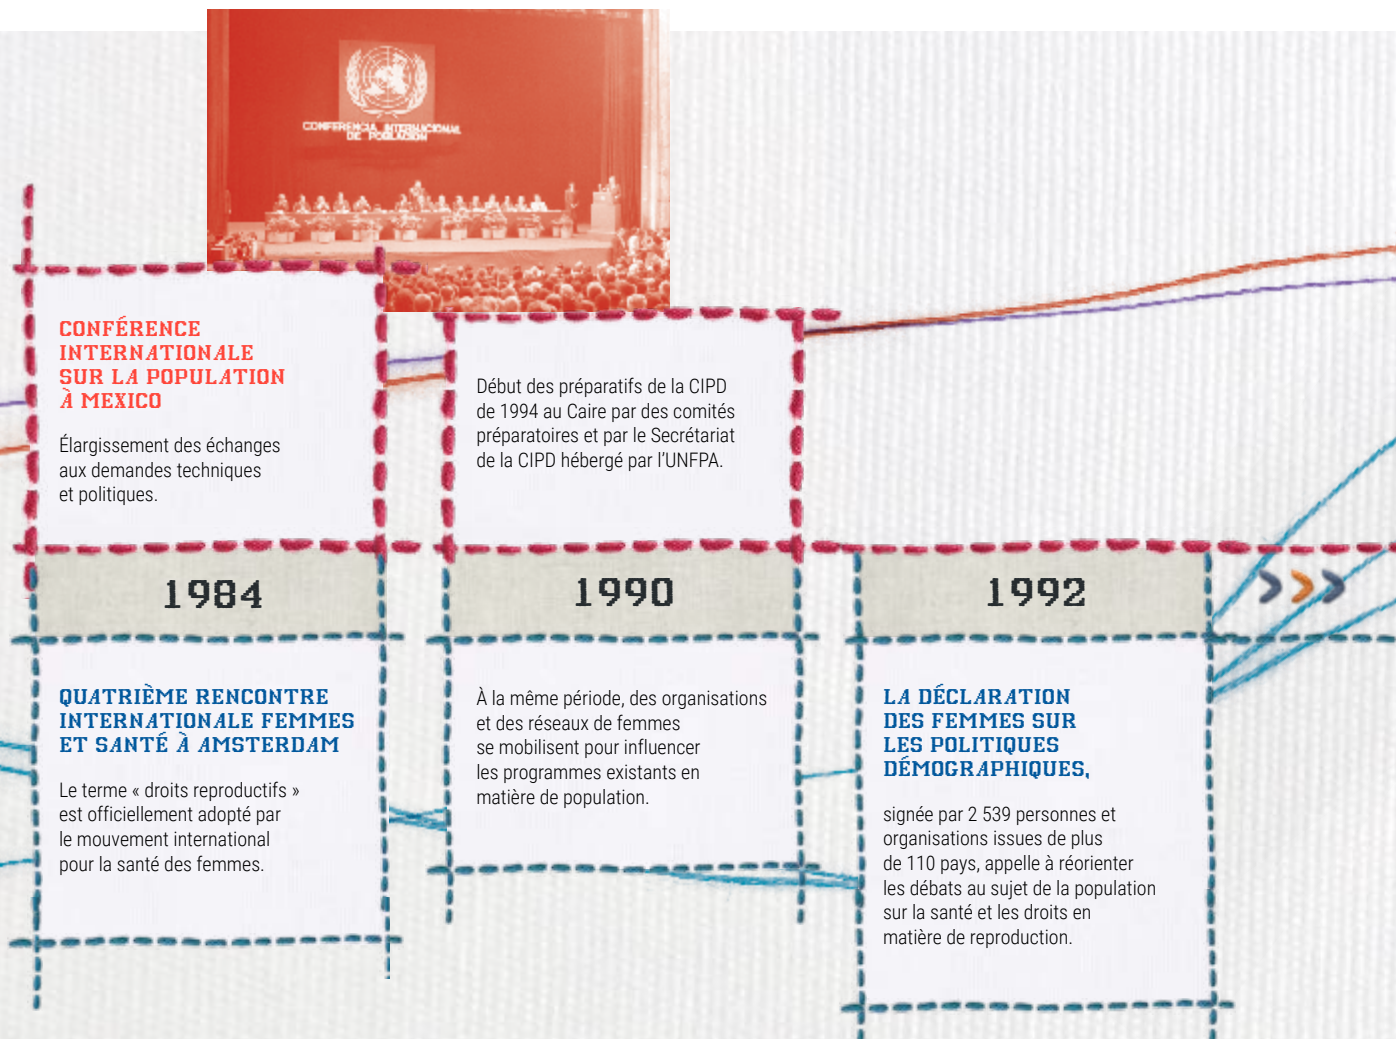 CONFERENCIA INTERNACIONAL
DE POBLACION
CONFÉRENCE
INTERNATIONALE
SUR LA POPULATION
À MEXICO
Élargissement des échanges
aux demandes techniques
et politiques.
Début des préparatifs de la CIPD
de 1994 au Caire par des comités
préparatoires et par le Secrétariat
de la CIPD hébergé par l’UNFPA.
1984
1990
1992
QUATRIÈME RENCONTRE
INTERNATIONALE FEMMES
ET SANTÉ À AMSTERDAM
Le terme « droits reproductifs »
est officiellement adopté par
le mouvement international
pour la santé des femmes.
À la même période, des organisations
et des réseaux de femmes
se mobilisent pour influencer
les programmes existants en
matière de population.
LA DÉCLARATION
DES FEMMES SUR
LES POLITIQUES
DÉMOGRAPHIQUES,
signée par 2 539 personnes et
organisations issues de plus
de 110 pays, appelle à réorienter
les débats au sujet de la population
sur la santé et les droits en
matière de reproduction.